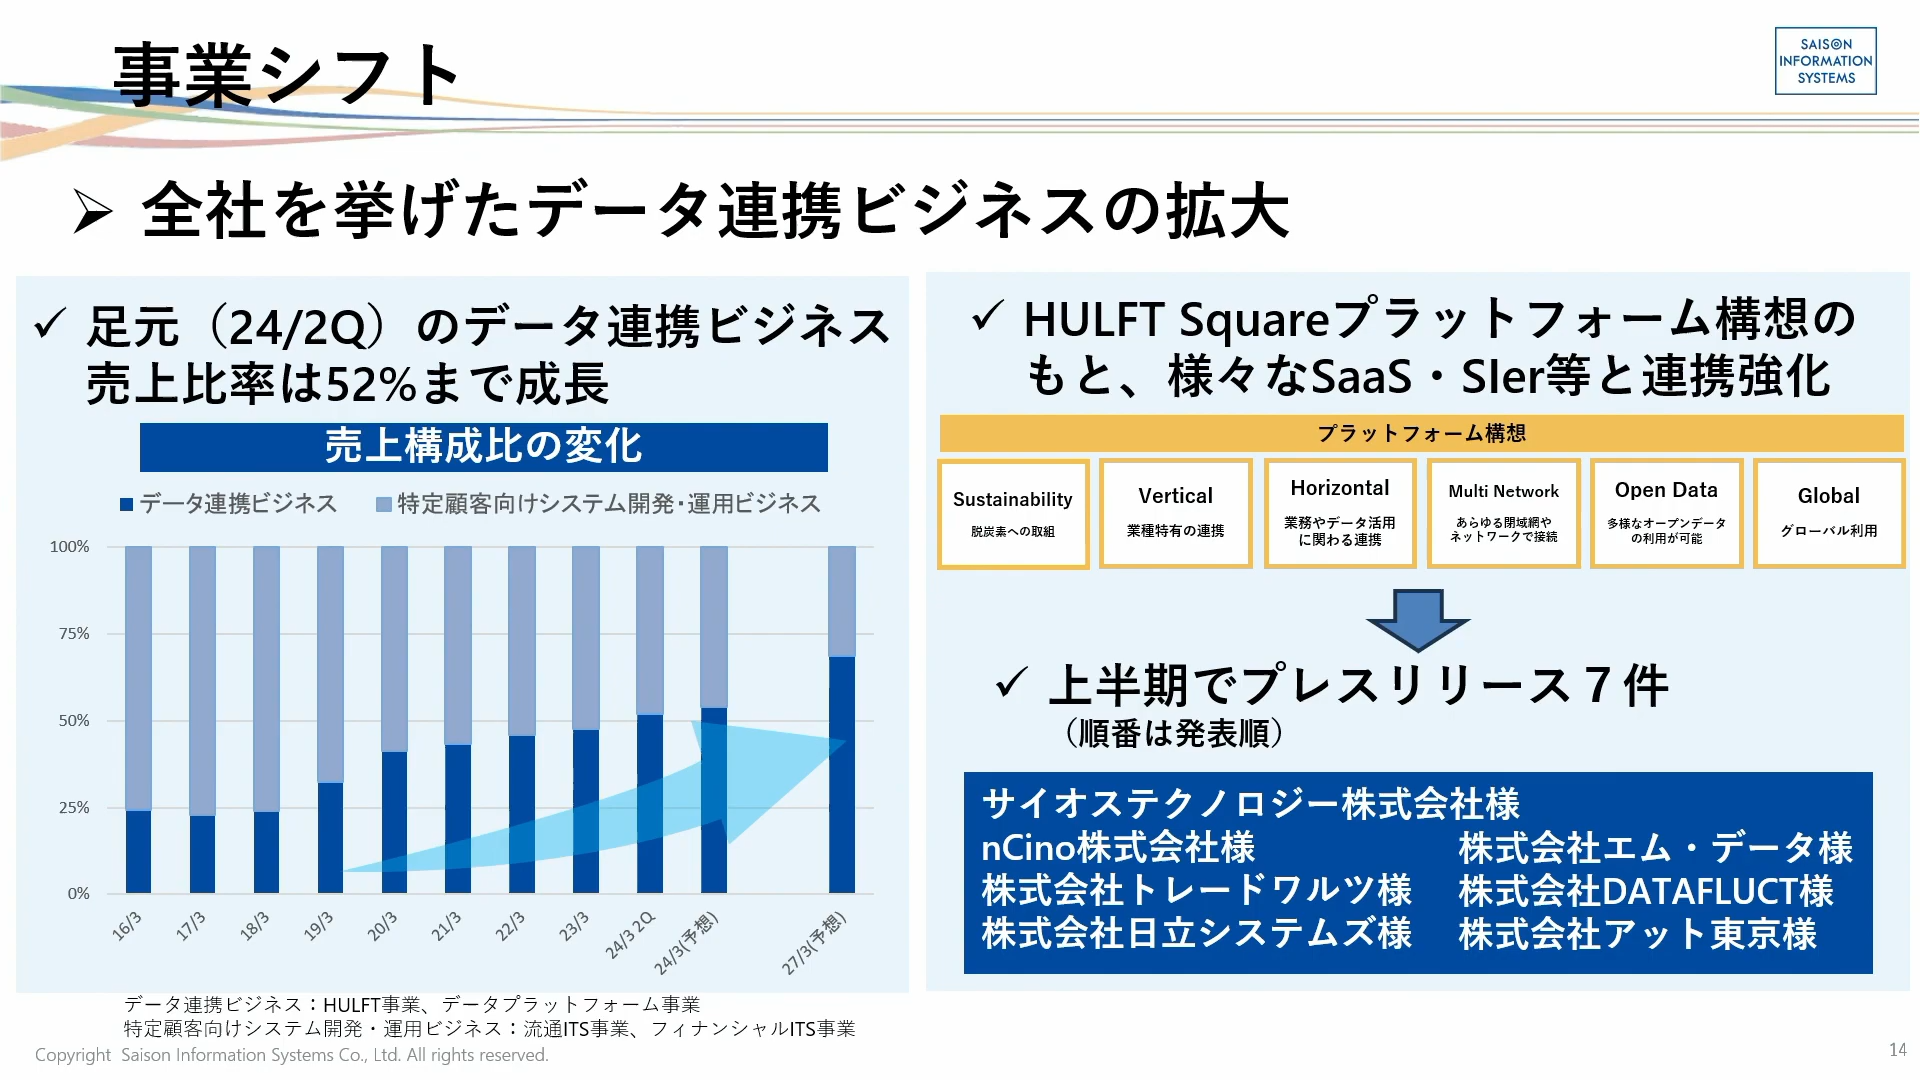 事業シフト
SAISON
INFORMATION
SYSTEMS
全社を挙げたデータ連携ビジネスの拡大
足元（24/2Q）のデータ連携ビジネス
売上比率は52%まで成長
売上構成比の変化
データ連携ビジネス 特定顧客向けシステム開発・運用ビジネス
100%
75%
50%
25%
0%
16/3 17/3 18/3 19/3 20/3 21/3 22/3 23/3 24/3 2Q 24/3(予想) 27/3(予想)
データ連携ビジネス：HULFT事業、データプラットフォーム事業
特定顧客向けシステム開発・運用ビジネス：流通ITS事業、フィナンシャルITS事業
HULFT Squareプラットフォーム構想の
もと、様々なSaaS・SIer等と連携強化
プラットフォーム構想
Sustainability
脱炭素への取組
Vertical
業種特有の連携
Horizontal
業務やデータ活用
に関わる連携
Multi Network
あらゆる閉域網や
ネットワークで接続
Open Data
多様なオープンデータ
の利用が可能
Global
グローバル利用
上半期でプレスリリース７件
（順番は発表順）
サイオステクノロジー株式会社様
nCino株式会社様 株式会社エム・データ様
株式会社トレードワルツ様 株式会社DATAFLUCT様
株式会社日立システムズ様 株式会社アット東京様
Copyright Saison Information Systems Co., Ltd. All rights reserved.
14